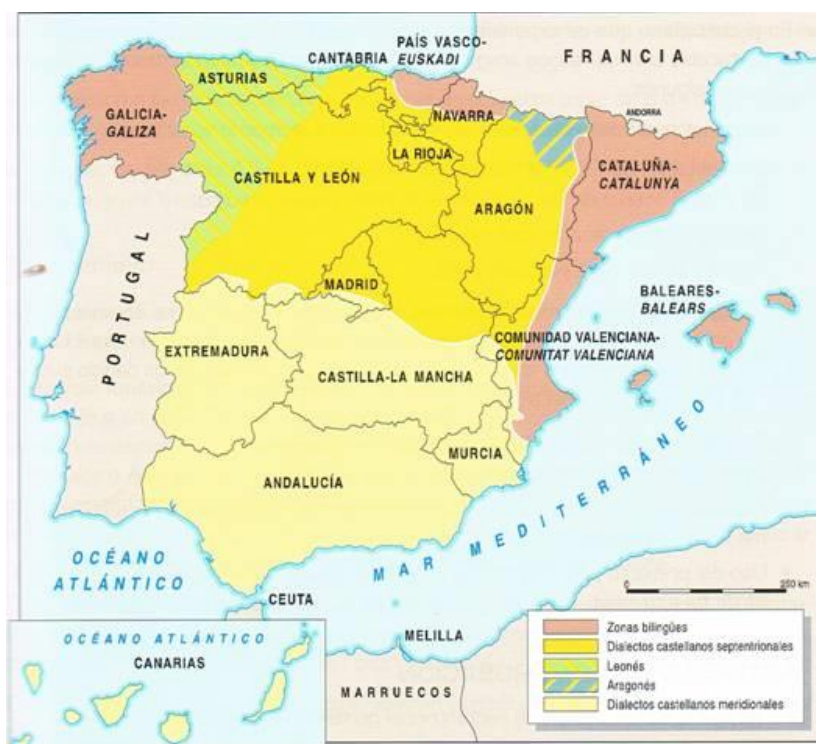 PAÍS VASCO-
EUSKADI
CANTABRIA
FRANCIA
ASTURIAS
ANDORRA
GALICIA-
GALIZA
NAVARRA
LA RIOJA
CATALUÑA-
CATALUNYA
CASTILLA Y LEÓN
ARAGÓN
PORTUGAL
MADRID
BALEARES-
BALEARS
COMUNIDAD VALENCIANA-
COMUNITAT VALENCIANA
EXTREMADURA
CASTILLA-LA MANCHA
MURCIA
ANDALUCÍA
MAR MEDITERRÁNEO
OCÉANO
ATLÁNTICO
CEUTA
0 250 km
MELILLA
MARRUECOS
OCÉANO ATLÁNTICO
CANARIAS
Zonas bilingües
Dialectos castellanos septentrionales
Leonés
Aragonés
Dialectos castellanos meridionales